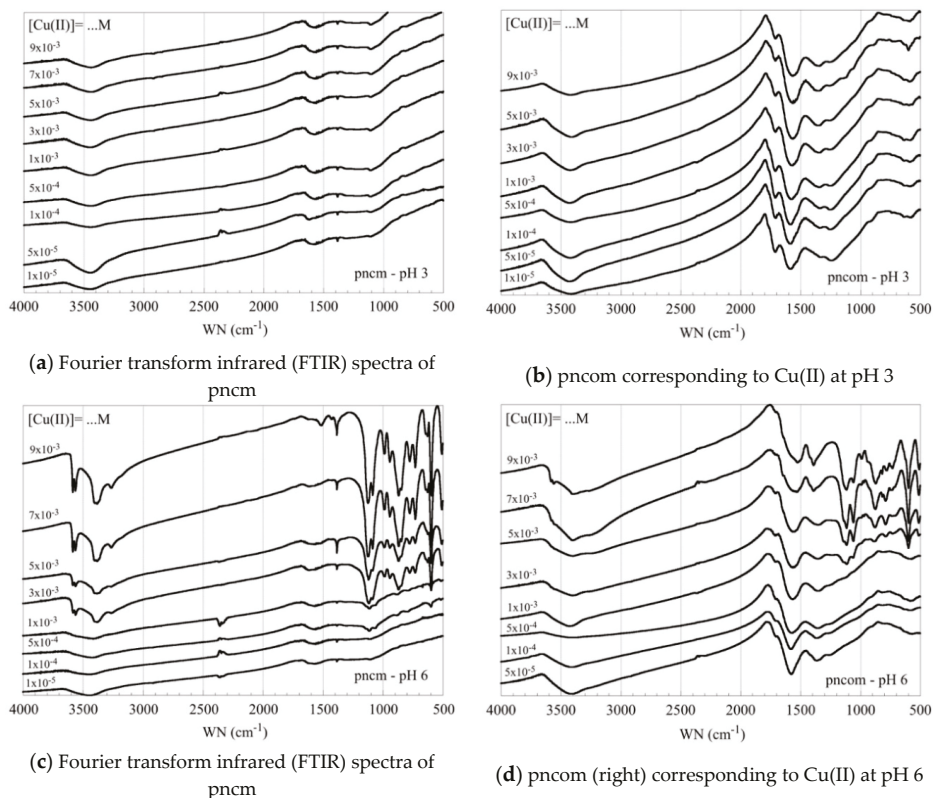 [Cu(II)]= ...M
9x10-3
7x10-3
5x10-3
3x10-3
1x10-3
5x10-4
1x10-4
5x10-5
1x10-5
pncm - pH 3
4000 3500 3000 2500 2000 1500 1000 500
WN (cm-1)
(a) Fourier transform infrared (FTIR) spectra of
pncm
[Cu(II)]= ...M
9x10-3
5x10-3
3x10-3
1x10-3
5x10-4
1x10-4
5x10-5
1x10-5
pncom - pH 3
4000 3500 3000 2500 2000 1500 1000 500
WN (cm-1)
(b) pncom corresponding to Cu(II) at pH 3
[Cu(II)]= ...M
9x10-3
7x10-3
5x10-3
3x10-3
1x10-3
5x10-4
1x10-4
1x10-5
pncm - pH 6
4000 3500 3000 2500 2000 1500 1000 500
WN (cm-1)
(c) Fourier transform infrared (FTIR) spectra of
pncm
[Cu(II)]= ...M
9x10-3
7x10-3
5x10-3
3x10-3
1x10-3
5x10-4
1x10-4
5x10-5
pncom - pH 6
4000 3500 3000 2500 2000 1500 1000 500
WN (cm-1)
(d) pncom (right) corresponding to Cu(II) at pH 6